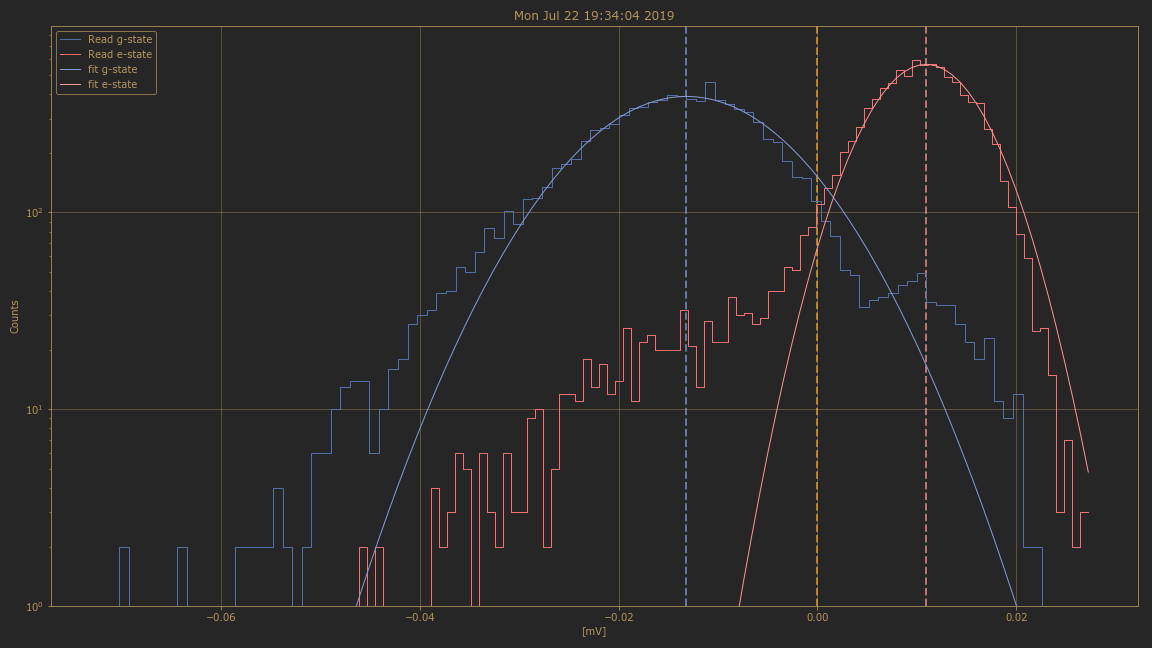 Mon Jul 22 19:34:04 2019
Read g-state
Read e-state
fit g-state
fit e-state
Counts
10²
10¹
10⁰
−0.06
−0.04
−0.02
0.00
0.02
[mV]